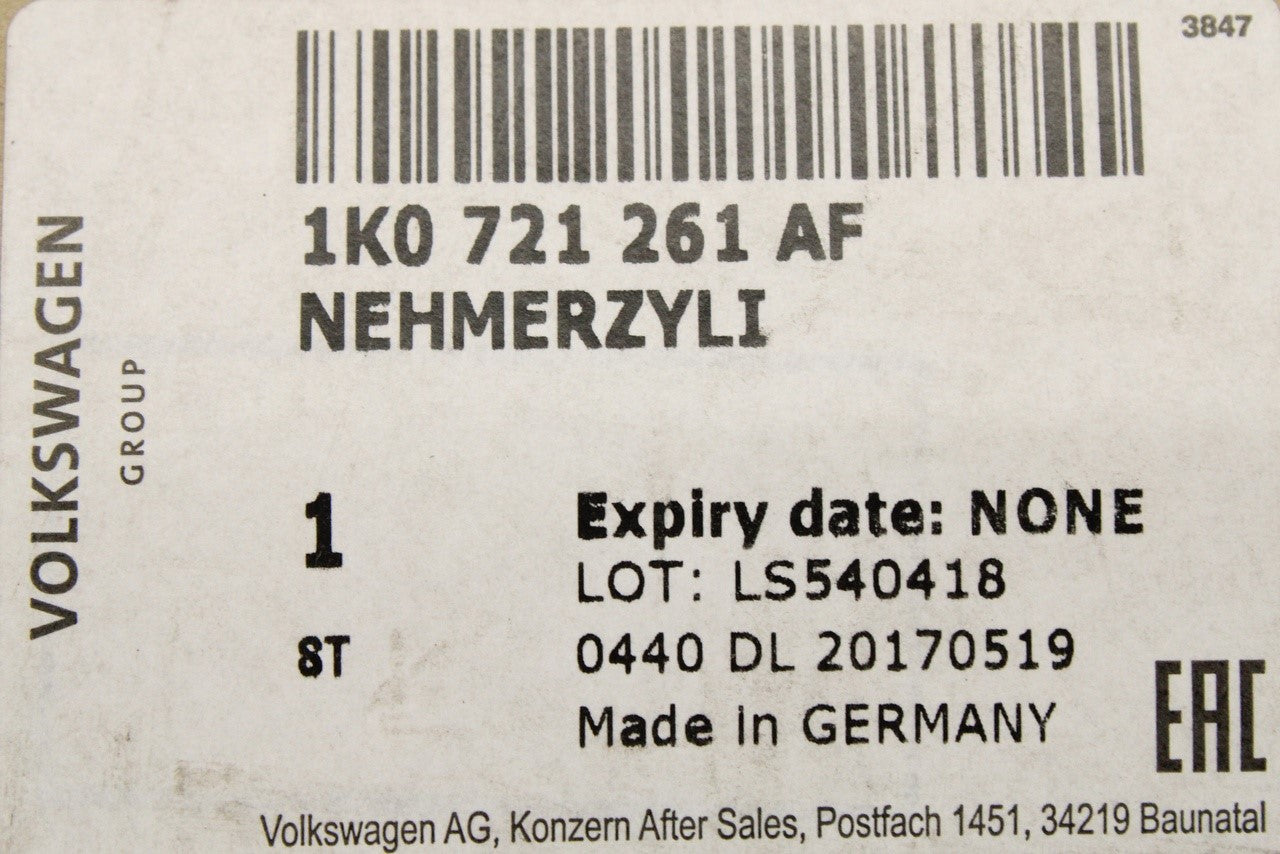 3847
1K0 721 261 AF
NEHMERZYLI
VOLKSWAGEN
GROUP
1
ST
Expiry date: NONE
LOT: LS540418
0440 DL 20170519
Made in GERMANY
EAC
Volkswagen AG, Konzern After Sales, Postfach 1451, 34219 Baunatal